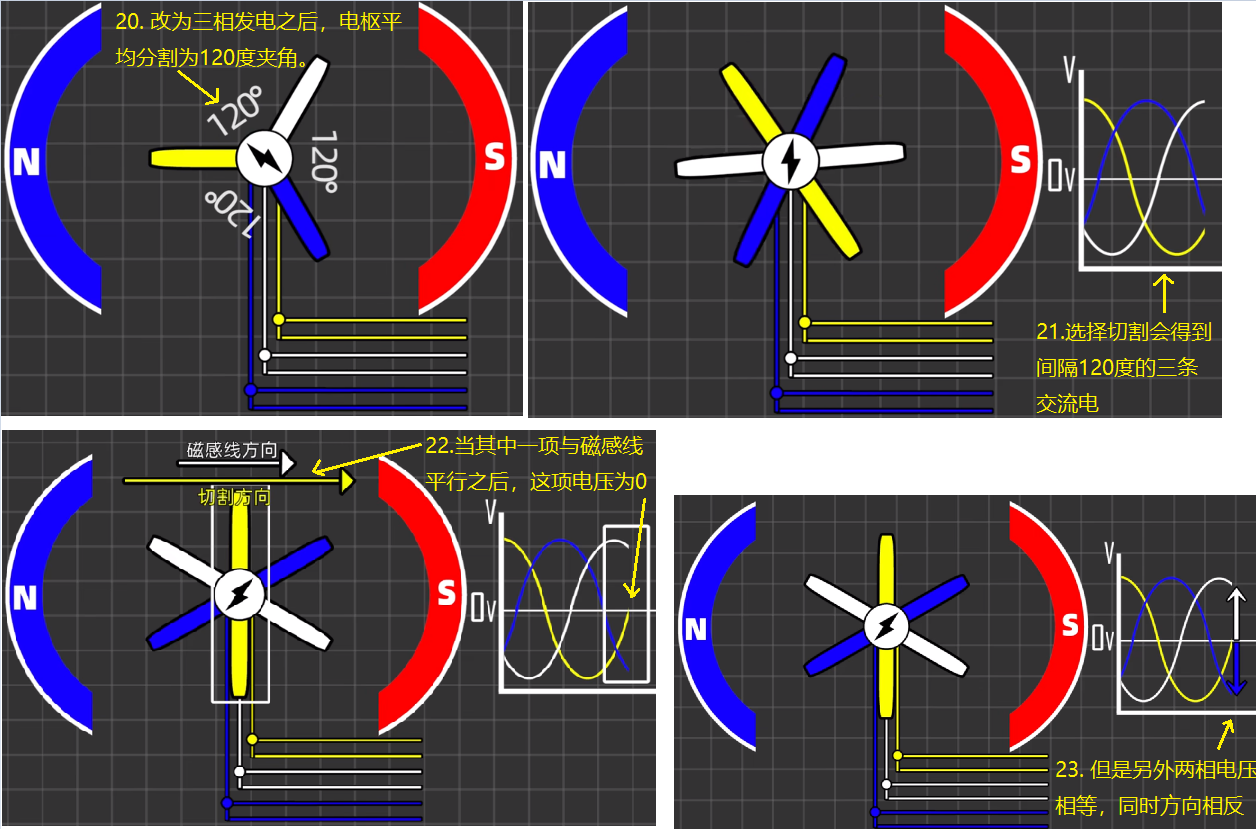 20. 改为三相发电之后，电枢平
均分割为120度夹角。
120°
120°
120°
N
S
N
S
V
0V
21.选择切割会得到
间隔120度的三条
交流电
磁感线方向
切割方向
22.当其中一项与磁感线
平行之后，这项电压为0
N
S
V
0V
N
S
V
0V
23. 但是另外两相电压
相等，同时方向相反